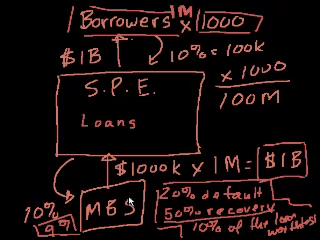 1 Borrowers 1M x 1000
$1B 10% = 100k
x 1000
100M
S.P.E.
Loans
$1000k x 1M = $1B
10% 9% MBS
20% default
50% recovery
10% of the loan
worthless